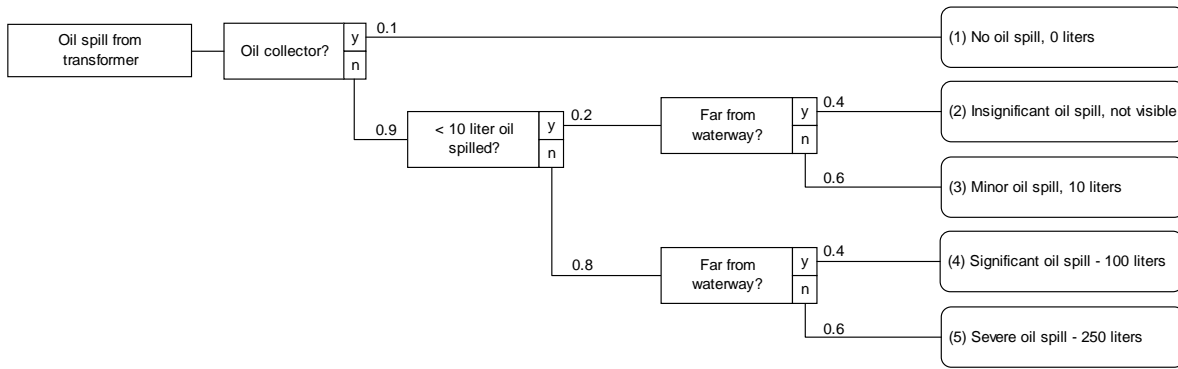 Oil spill from
transformer
Oil collector?
y
n
0.1
(1) No oil spill, 0 liters
0.9
< 10 liter oil
spilled?
y
n
0.2
Far from
waterway?
y
n
0.4
(2) Insignificant oil spill, not visible
0.6
(3) Minor oil spill, 10 liters
0.8
Far from
waterway?
y
n
0.4
(4) Significant oil spill - 100 liters
0.6
(5) Severe oil spill - 250 liters